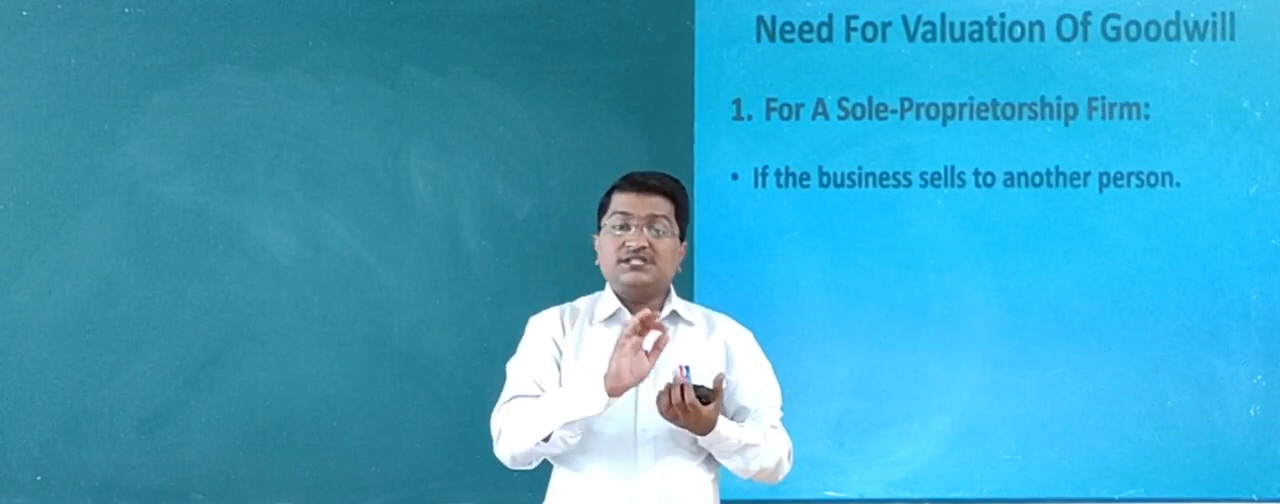 Need For Valuation Of Goodwill
1. For A Sole-Proprietorship Firm:
• If the business sells to another person.